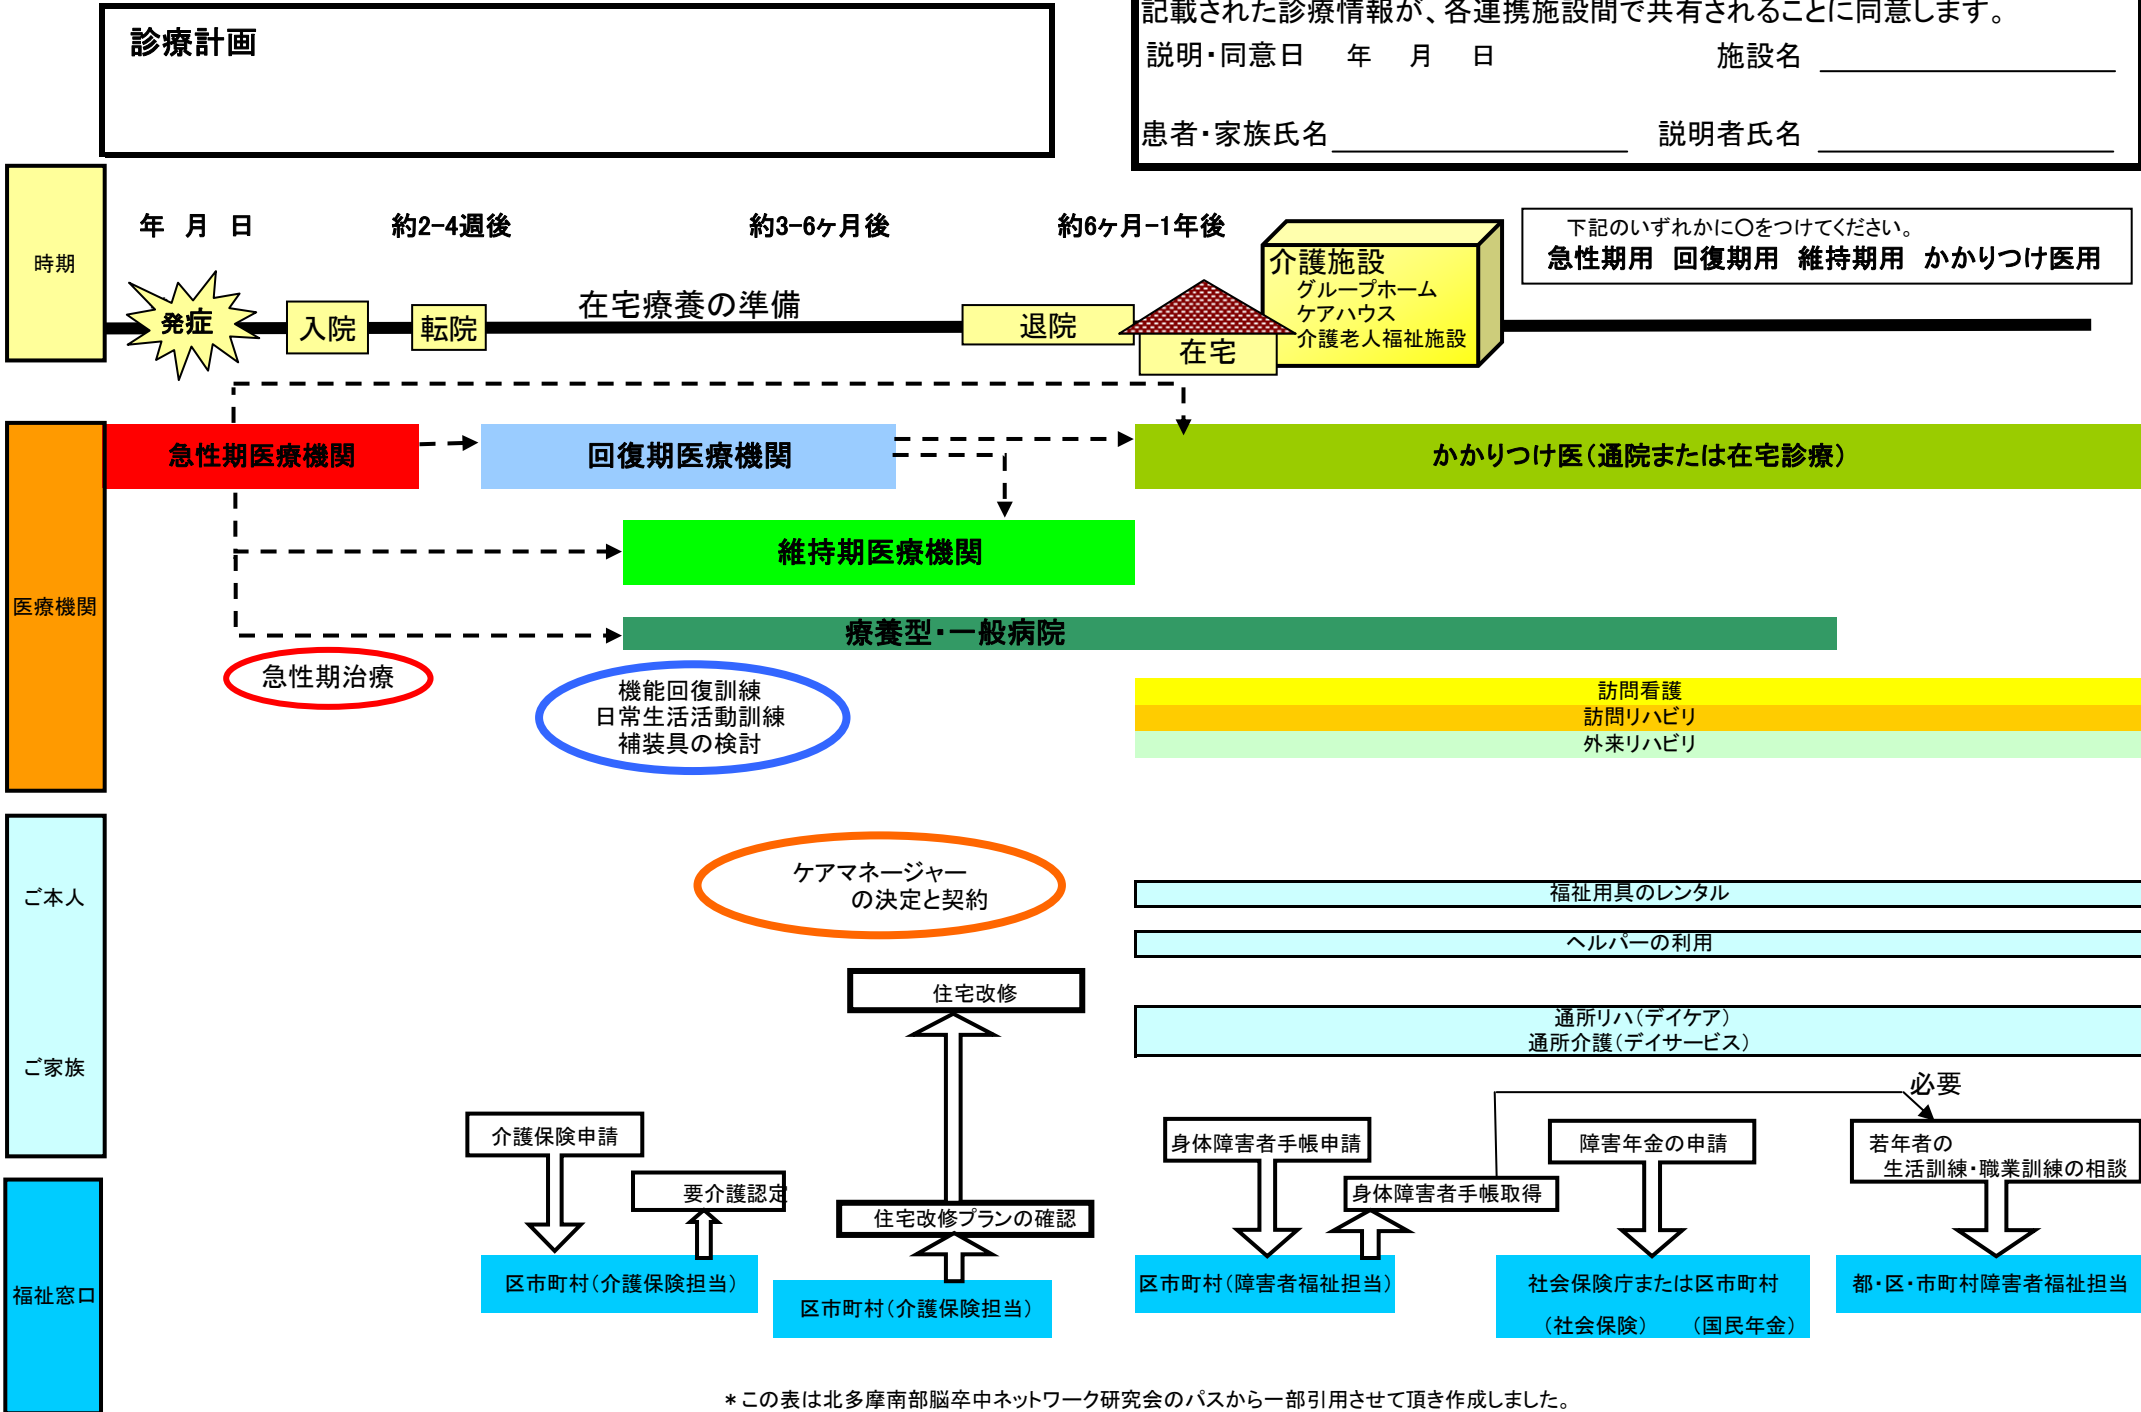 記載された診療情報が、各連携施設間で共有されることに同意します。
診療計画
説明・同意日 年 月 日 施設名
患者・家族氏名 説明者氏名
時期
年 月 日 約2-4週後 約3-6ヶ月後 約6ヶ月-1年後
下記のいずれかに〇をつけてください。
急性期用 回復期用 維持期用 かかりつけ医用
発症
入院
転院
在宅療養の準備
退院
在宅
介護施設
グループホーム
ケアハウス
介護老人福祉施設
医療機関
急性期医療機関
回復期医療機関
かかりつけ医(通院または在宅診療)
維持期医療機関
療養型・一般病院
急性期治療
機能回復訓練
日常生活活動訓練
補装具の検討
訪問看護
訪問リハビリ
外来リハビリ
ご本人
ご家族
ケアマネージャー
の決定と契約
福祉用具のレンタル
ヘルパーの利用
住宅改修
通所リハ(デイケア)
通所介護(デイサービス)
必要
介護保険申請
要介護認定
住宅改修プランの確認
身体障害者手帳申請
身体障害者手帳取得
障害年金の申請
若年者の
生活訓練・職業訓練の相談
福祉窓口
区市町村(介護保険担当)
区市町村(介護保険担当)
区市町村(障害者福祉担当)
社会保険庁または区市町村
(社会保険) (国民年金)
都・区・市町村障害者福祉担当
*この表は北多摩南部脳卒中ネットワーク研究会のパスから一部引用させて頂き作成しました。